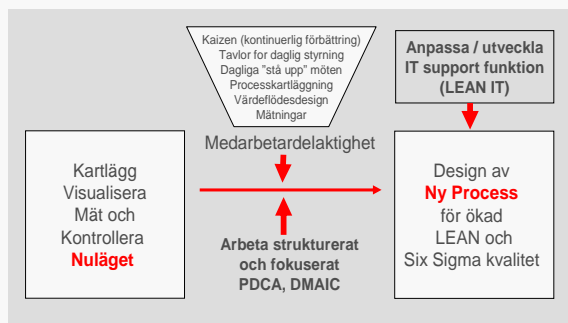 Kaizen (kontinuerlig förbättring)
Tavlor for daglig styrning
Dagliga ”stå upp” möten
Processkartläggning
Värdeflödesdesign
Mätningar
Medarbetardelaktighet
Anpassa / utveckla
IT support funktion
(LEAN IT)
Kartlägg
Visualisera
Mät och
Kontrollera
Nuläget
Arbeta strukturerat
och fokuserat
PDCA, DMAIC
Design av
Ny Process
för ökad
LEAN och
Six Sigma kvalitet